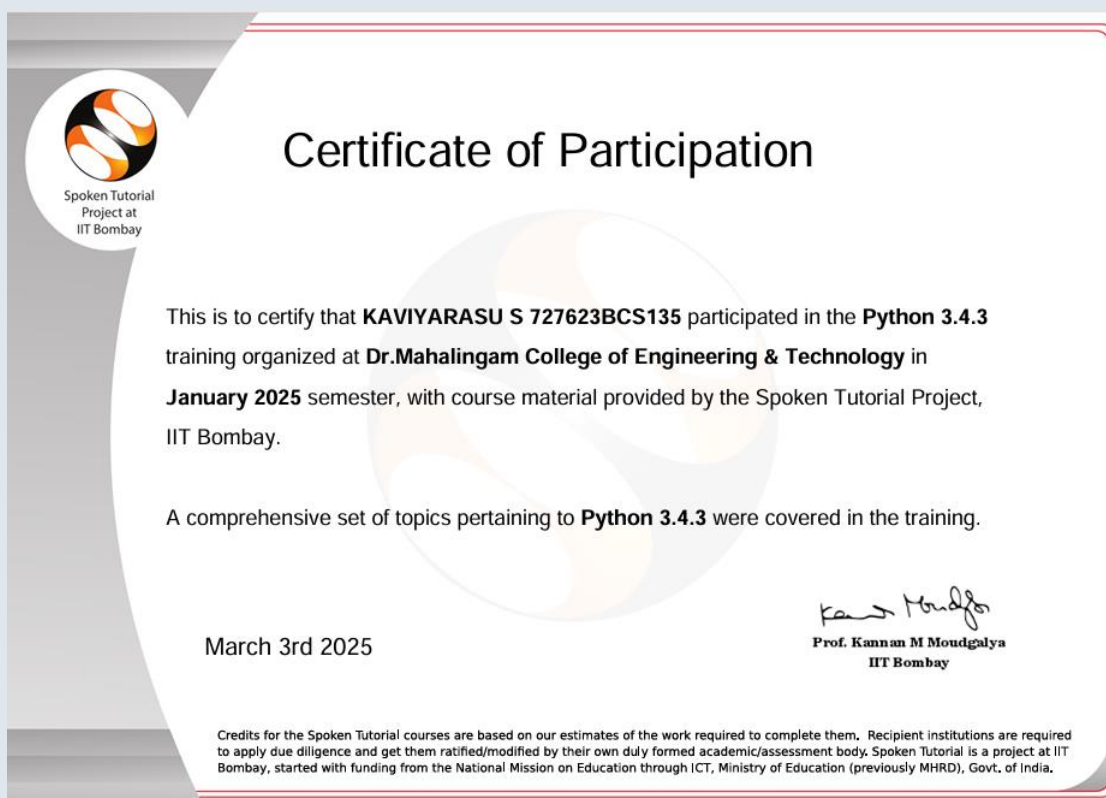 Spoken Tutorial
Project at
IIT Bombay
Certificate of Participation
This is to certify that KAVIYARASU S 727623BCS135 participated in the Python 3.4.3
training organized at Dr.Mahalingam College of Engineering & Technology in
January 2025 semester, with course material provided by the Spoken Tutorial Project,
IIT Bombay.
A comprehensive set of topics pertaining to Python 3.4.3 were covered in the training.
March 3rd 2025
Prof. Kannan M Moudgalya
IIT Bombay
Credits for the Spoken Tutorial courses are based on our estimates of the work required to complete them. Recipient institutions are required
to apply due diligence and get them ratified/modified by their own duly formed academic/assessment body. Spoken Tutorial is a project at IIT
Bombay, started with funding from the National Mission on Education through ICT, Ministry of Education (previously MHRD), Govt. of India.